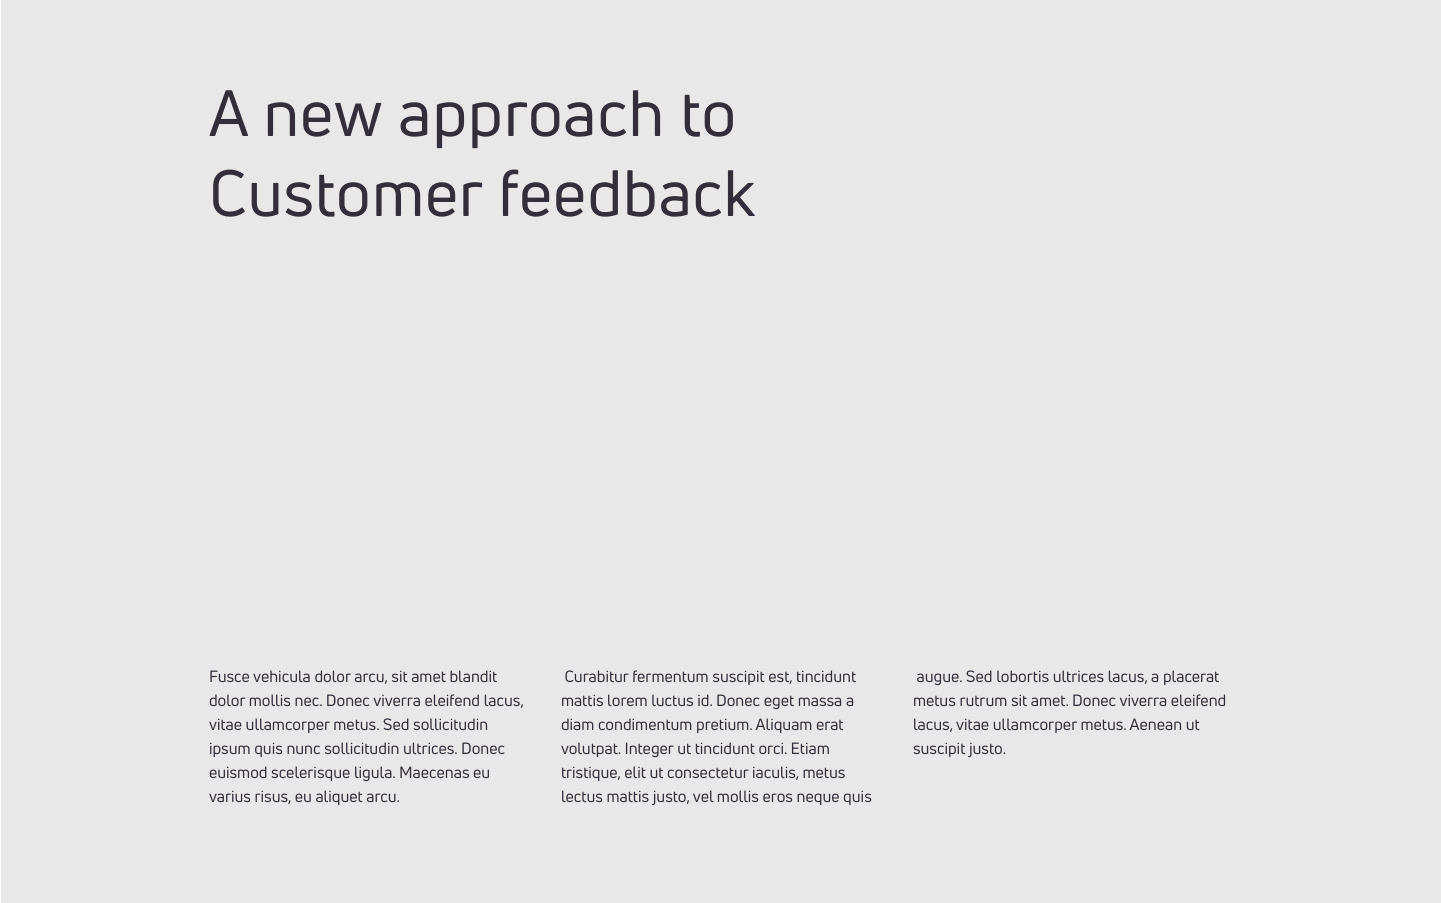 A new approach to
Customer feedback
Fusce vehicula dolor arcu, sit amet blandit
dolor mollis nec. Donec viverra eleifend lacus,
vitae ullamcorper metus. Sed sollicitudin
ipsum quis nunc sollicitudin ultrices. Donec
euismod scelerisque ligula. Maecenas eu
varius risus, eu aliquet arcu.
Curabitur fermentum suscipit est, tincidunt
mattis lorem luctus id. Donec eget massa a
diam condimentum pretium. Aliquam erat
volutpat. Integer ut tincidunt orci. Etiam
tristique, elit ut consectetur iaculis, metus
lectus mattis justo, vel mollis eros neque quis
augue. Sed lobortis ultrices lacus, a placerat
metus rutrum sit amet. Donec viverra eleifend
lacus, vitae ullamcorper metus. Aenean ut
suscipit justo.